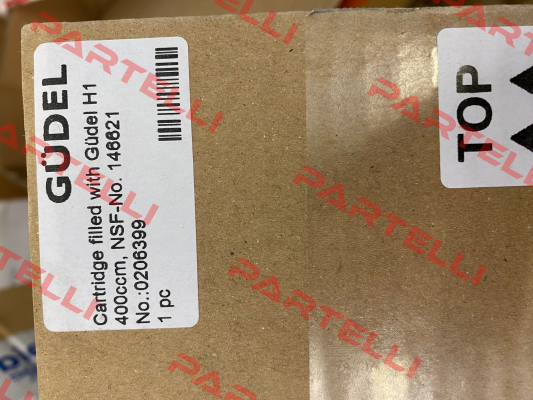 GÜDEL
Cartridge filled with Güdel H1
400ccm, NSF-No. 146621
No.:0206399
1 pc
TOP
PARTELLI
PARTELLI
PARTELLI
PARTELLI
PARTELLI
PARTELLI
PARTELLI